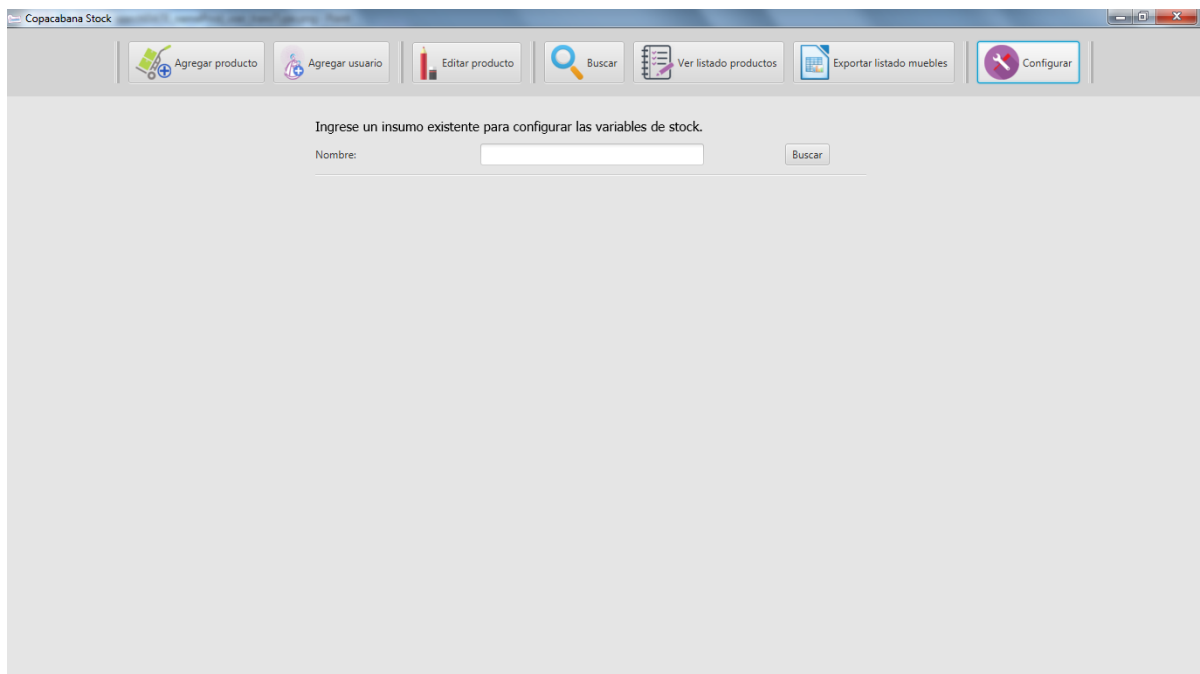 Copacabana Stock
Agregar producto Agregar usuario Editar producto Buscar Ver listado productos Exportar listado muebles Configurar
Ingrese un insumo existente para configurar las variables de stock.
Nombre: Buscar